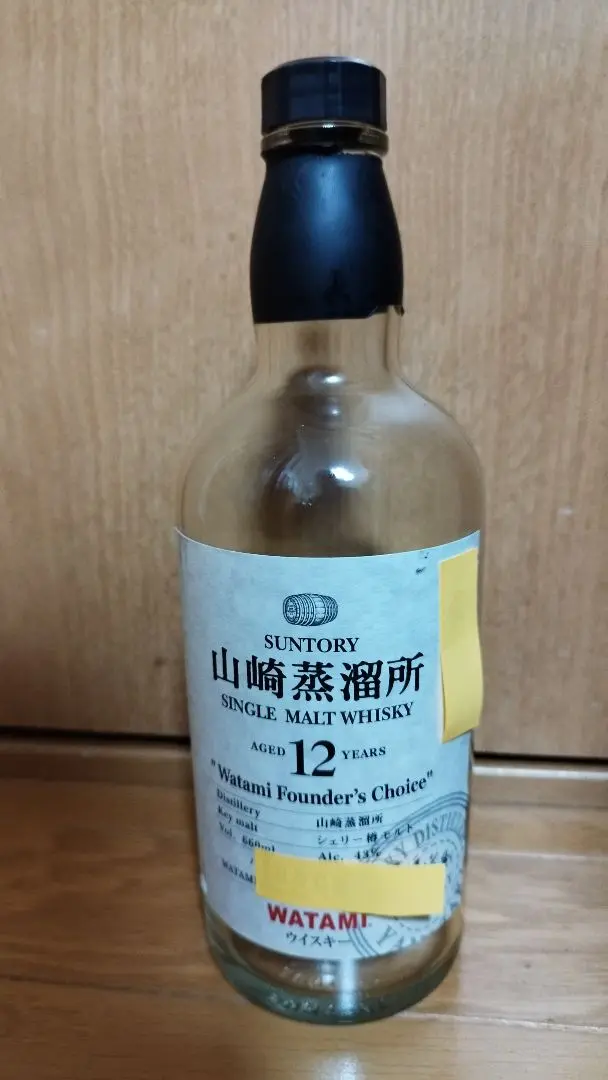 SUNTORY
山崎蒸溜所
SINGLE MALT WHISKY
AGED 12 YEARS
"Watami Founder's Choice"
Distillery 山崎蒸溜所
Key malt シェリー樽モルト
Vol. 660ml Alc. 43%
WATAMI
WATAMI
ウイスキー